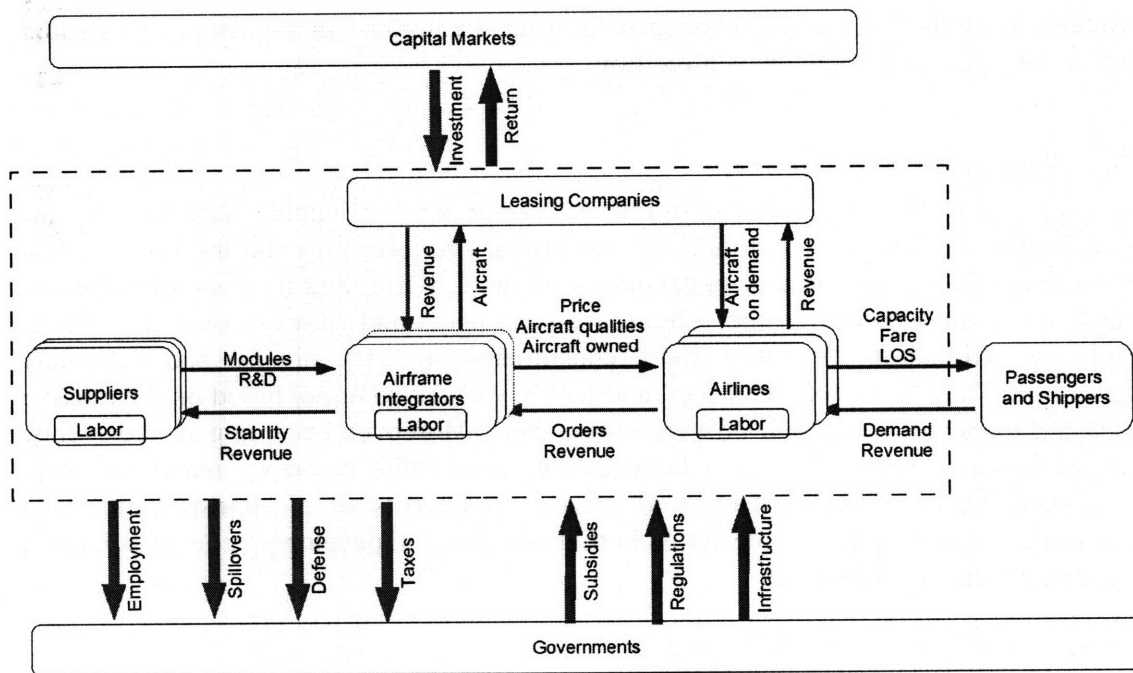 Capital Markets
Investment
Return
Leasing Companies
Revenue
Aircraft
Aircraft
on demand
Revenue
Price
Aircraft qualities
Aircraft owned
Capacity
Fare
LOS
Modules
R&D
Suppliers
Labor
Airframe
Integrators
Labor
Airlines
Labor
Passengers
and Shippers
Stability
Revenue
Orders
Revenue
Demand
Revenue
Employment
Spillovers
Defense
Taxes
Subsidies
Regulations
Infrastructure
Governments